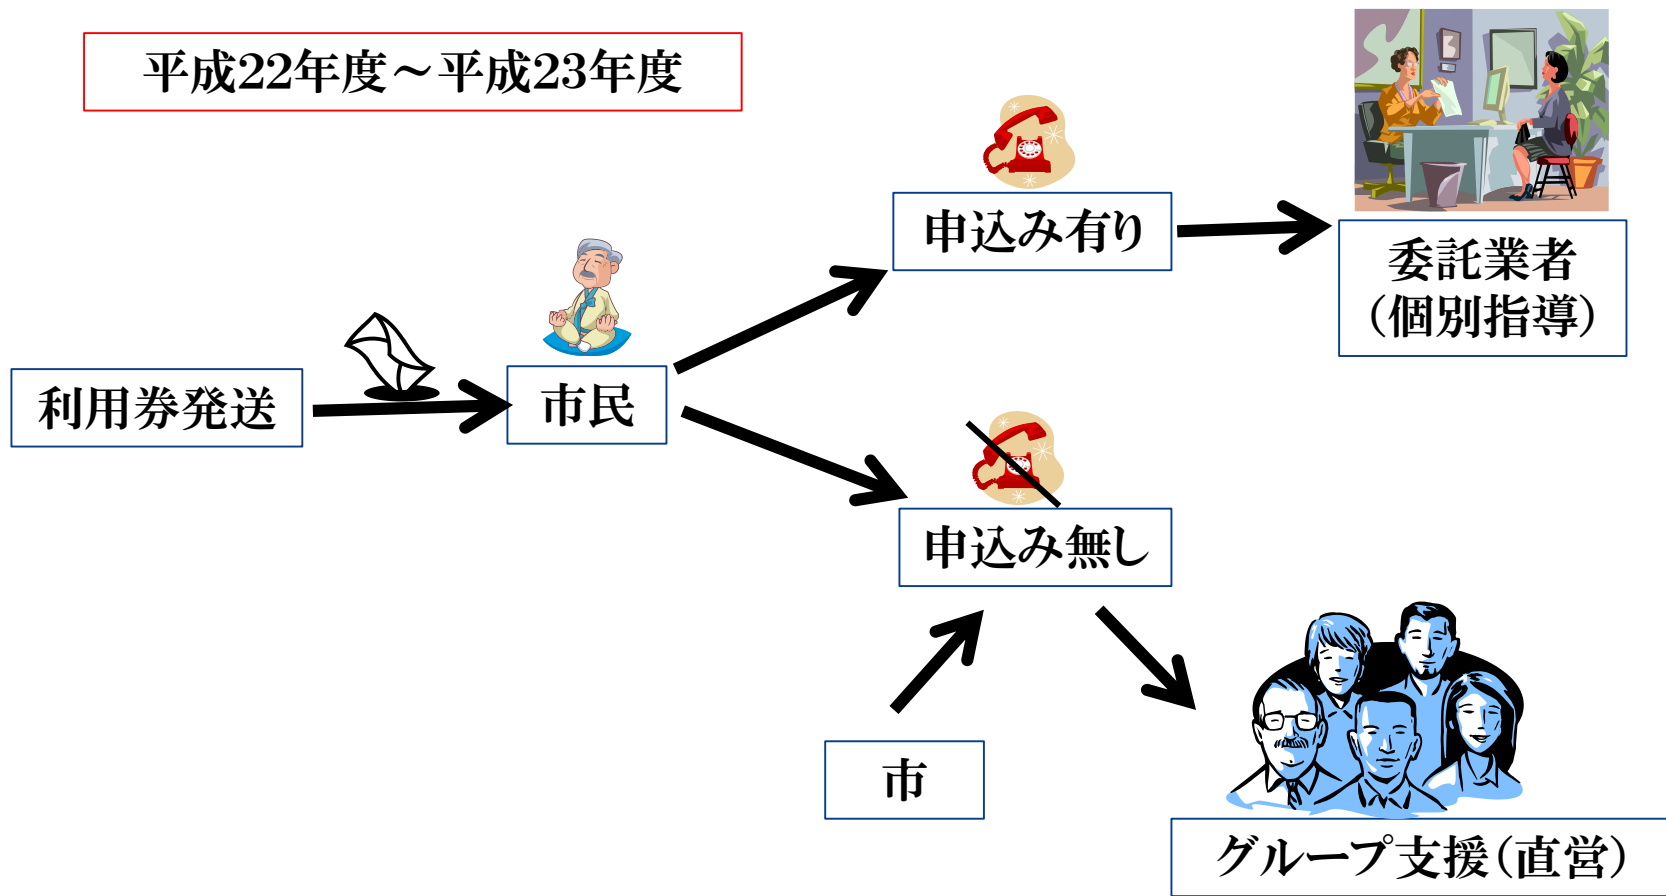 平成22年度～平成23年度
申込み有り
委託業者
（個別指導）
利用券発送
市民
申込み無し
市
グループ支援（直営）